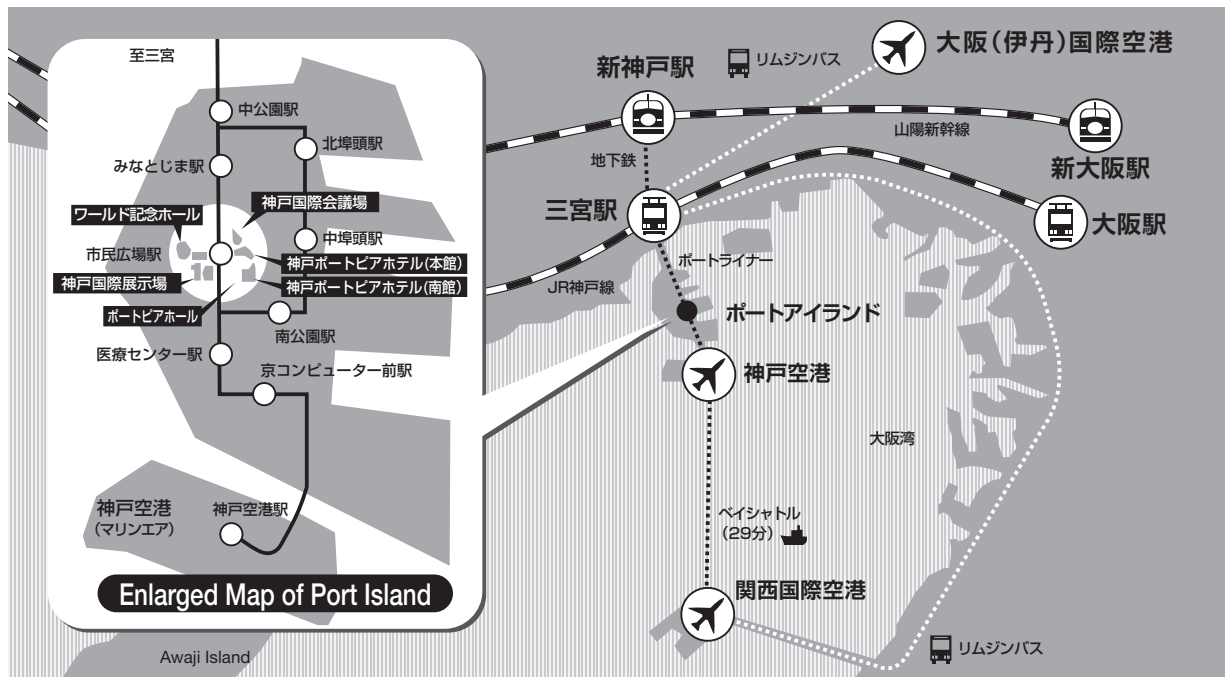 至三宮
中公園駅
北埠頭駅
みなとじま駅
神戸国際会議場
ワールド記念ホール
中埠頭駅
市民広場駅
神戸ポートピアホテル(本館)
神戸国際展示場
神戸ポートピアホテル(南館)
ポートピアホール
南公園駅
医療センター駅
京コンピューター前駅
神戸空港
(マリンエア)
神戸空港駅
Enlarged Map of Port Island
Awaji Island
大阪(伊丹)国際空港
リムジンバス
新神戸駅
山陽新幹線
地下鉄
新大阪駅
三宮駅
大阪駅
ポートライナー
JR神戸線
ポートアイランド
神戸空港
大阪湾
ベイシャトル
(29分)
関西国際空港
リムジンバス